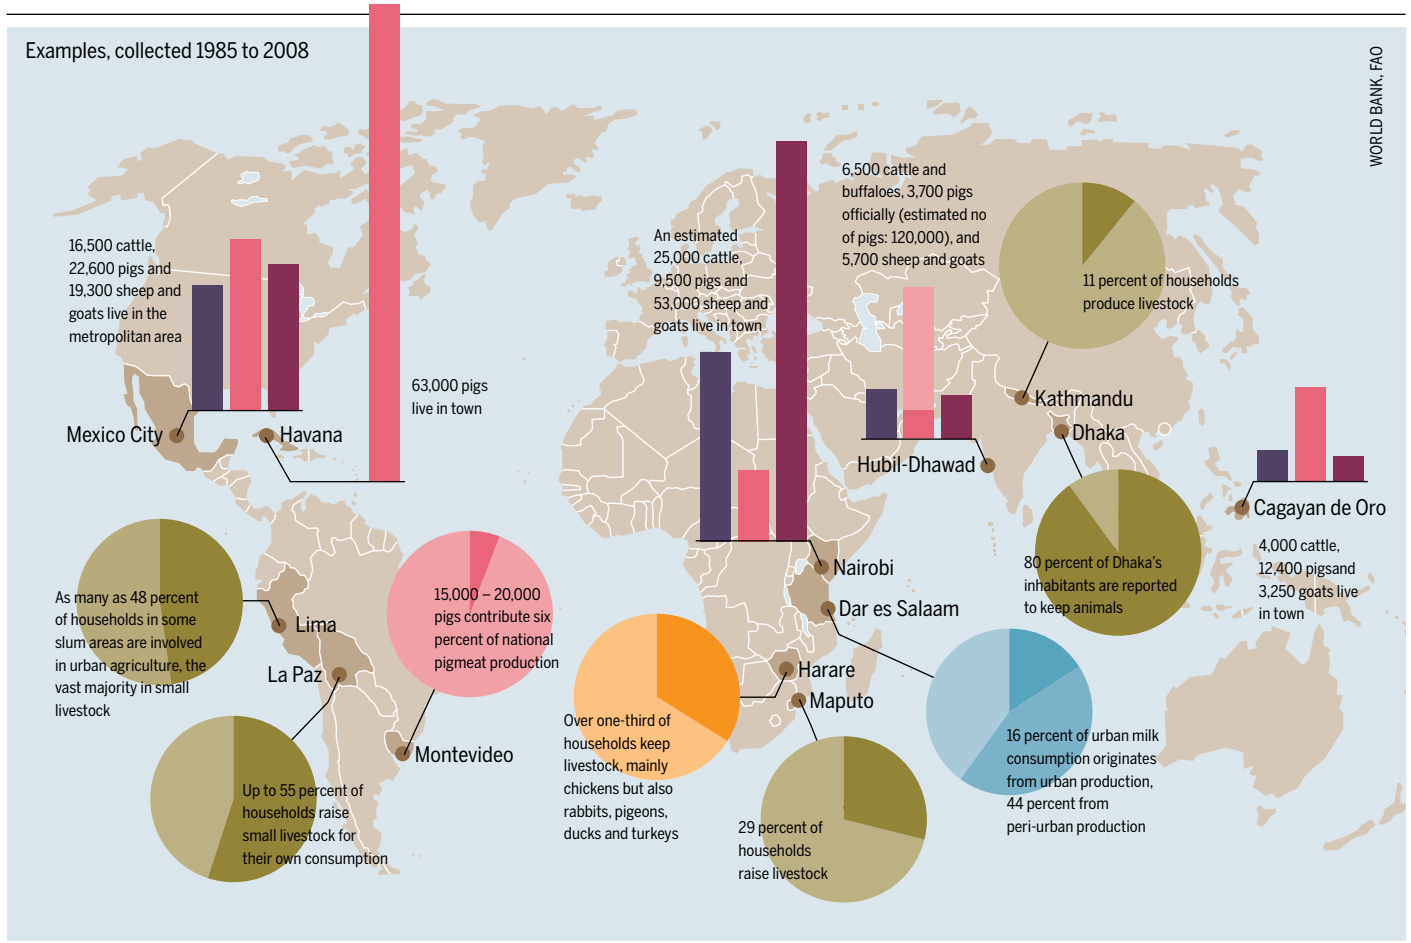 Examples, collected 1985 to 2008
WORLD BANK, FAO
16,500 cattle,
22,600 pigs and
19,300 sheep and
goats live in the
metropolitan area
Mexico City
Havana
63,000 pigs
live in town
An estimated
25,000 cattle,
9,500 pigs and
53,000 sheep and
goats live in town
Nairobi
6,500 cattle and
buffaloes, 3,700 pigs
officially (estimated no
of pigs: 120,000), and
5,700 sheep and goats
Hubil-Dhawad
11 percent of households
produce livestock
Kathmandu
Dhaka
80 percent of Dhaka's
inhabitants are reported
to keep animals
Cagayan de Oro
4,000 cattle,
12,400 pigsand
3,250 goats live
in town
As many as 48 percent
of households in some
slum areas are involved
in urban agriculture, the
vast majority in small
livestock
Lima
La Paz
Up to 55 percent of
households raise
small livestock for
their own consumption
15,000 – 20,000
pigs contribute six
percent of national
pigmeat production
Montevideo
Dar es Salaam
16 percent of urban milk
consumption originates
from urban production,
44 percent from
peri-urban production
Harare
Over one-third of
households keep
livestock, mainly
chickens but also
rabbits, pigeons,
ducks and turkeys
Maputo
29 percent of
households
raise livestock